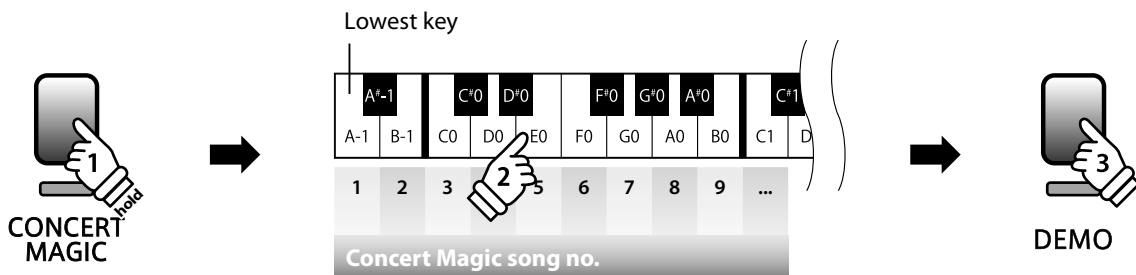 Lowest key
A#-1 C#0 D#0 F#0 G#0 A#0 C#1
A-1 B-1 C0 D0 E0 F0 G0 A0 B0 C1 D
1 hold
2
3
1 2 3 5 6 7 8 9 ...
CONCERT
MAGIC
Concert Magic song no.
DEMO